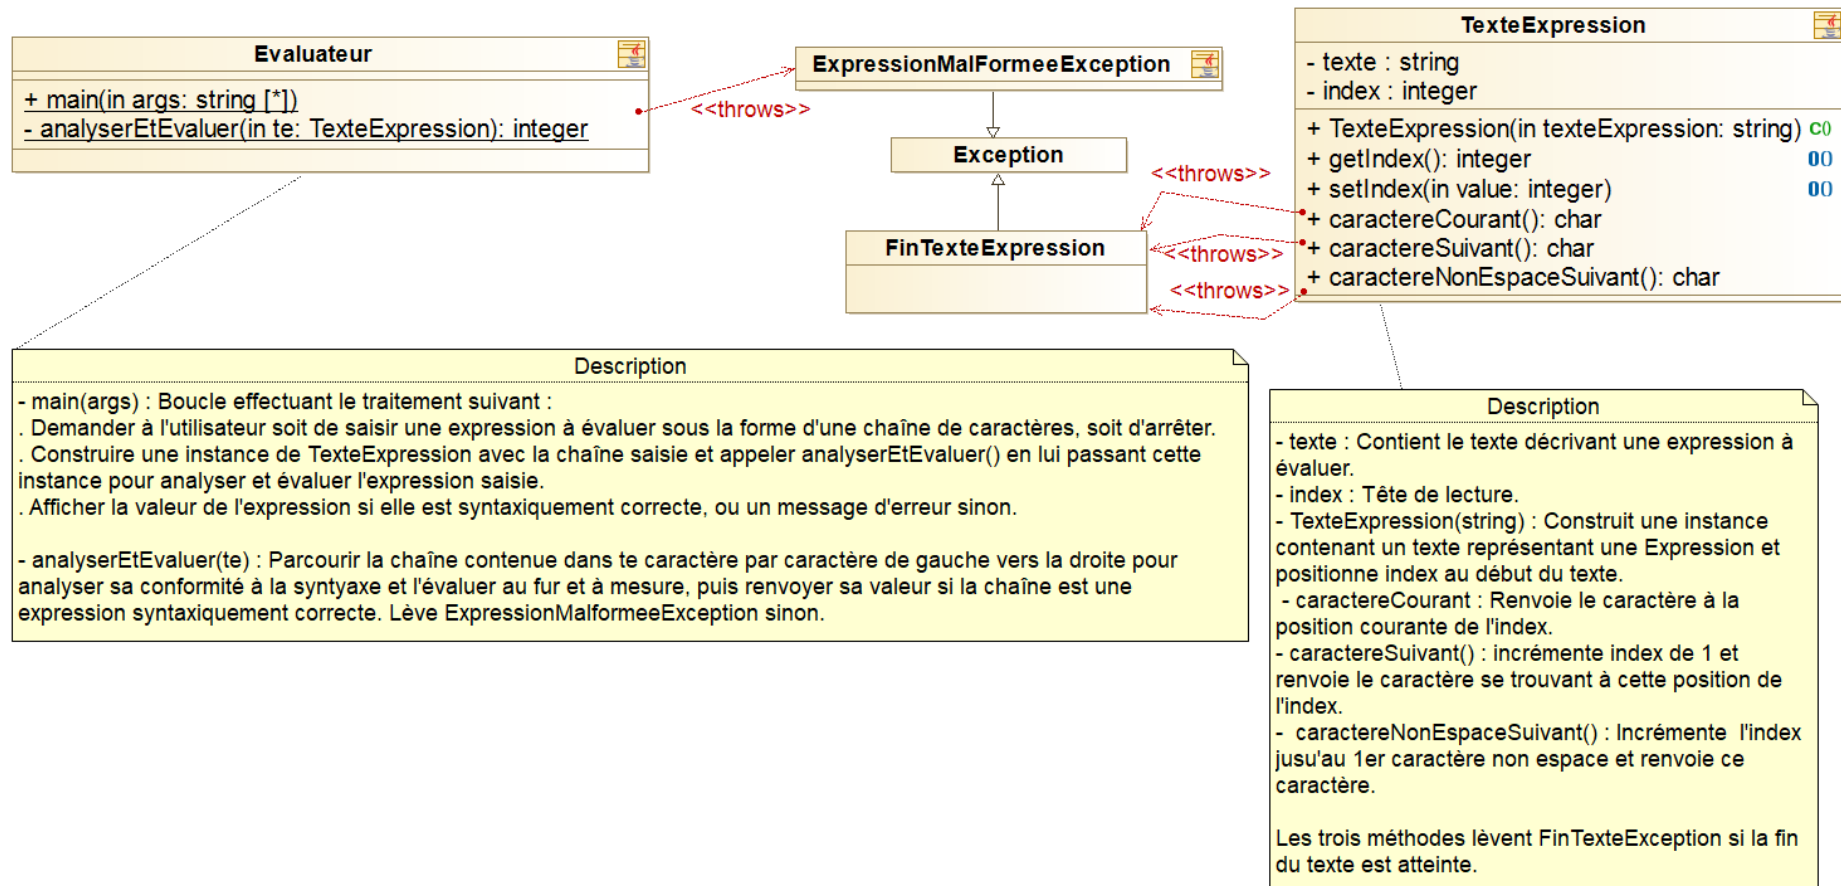 Evaluateur
+ main(in args: string [*])
- analyserEtEvaluer(in te: TexteExpression): integer
<<throws>>
ExpressionMalFormeeException
Exception
FinTexteExpression
<<throws>>
<<throws>>
<<throws>>
TexteExpression
- texte : string
- index : integer
+ TexteExpression(in texteExpression: string) C()
+ getIndex(): integer 0()
+ setIndex(in value: integer) 0()
+ caractereCourant(): char
+ caractereSuivant(): char
+ caractereNonEspaceSuivant(): char
Description
- main(args) : Boucle effectuant le traitement suivant :
. Demander à l'utilisateur soit de saisir une expression à évaluer sous la forme d'une chaîne de caractères, soit d'arrêter.
. Construire une instance de TexteExpression avec la chaîne saisie et appeler analyserEtEvaluer() en lui passant cette
instance pour analyser et évaluer l'expression saisie.
. Afficher la valeur de l'expression si elle est syntaxiquement correcte, ou un message d'erreur sinon.
- analyserEtEvaluer(te) : Parcourir la chaîne contenue dans te caractère par caractère de gauche vers la droite pour
analyser sa conformité à la syntyaxe et l'évaluer au fur et à mesure, puis renvoyer sa valeur si la chaîne est une
expression syntaxiquement correcte. Lève ExpressionMalformeeException sinon.
Description
- texte : Contient le texte décrivant une expression à
évaluer.
- index : Tête de lecture.
- TexteExpression(string) : Construit une instance
contenant un texte représentant une Expression et
positionne index au début du texte.
- caractereCourant : Renvoie le caractère à la
position courante de l'index.
- caractereSuivant() : incrémente index de 1 et
renvoie le caractère se trouvant à cette position de
l'index.
- caractereNonEspaceSuivant() : Incrémente l'index
jusu'au 1er caractère non espace et renvoie ce
caractère.
Les trois méthodes lèvent FinTexteException si la fin
du texte est atteinte.